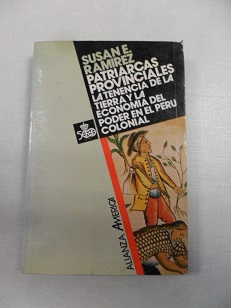 SUSAN E.
RAMIREZ
PATRIARCAS
PROVINCIALES
LA TENENCIA DE LA
TIERRA Y LA
ECONOMIA DEL
PODER EN EL PERU
COLONIAL
ALIANZA AMERICA